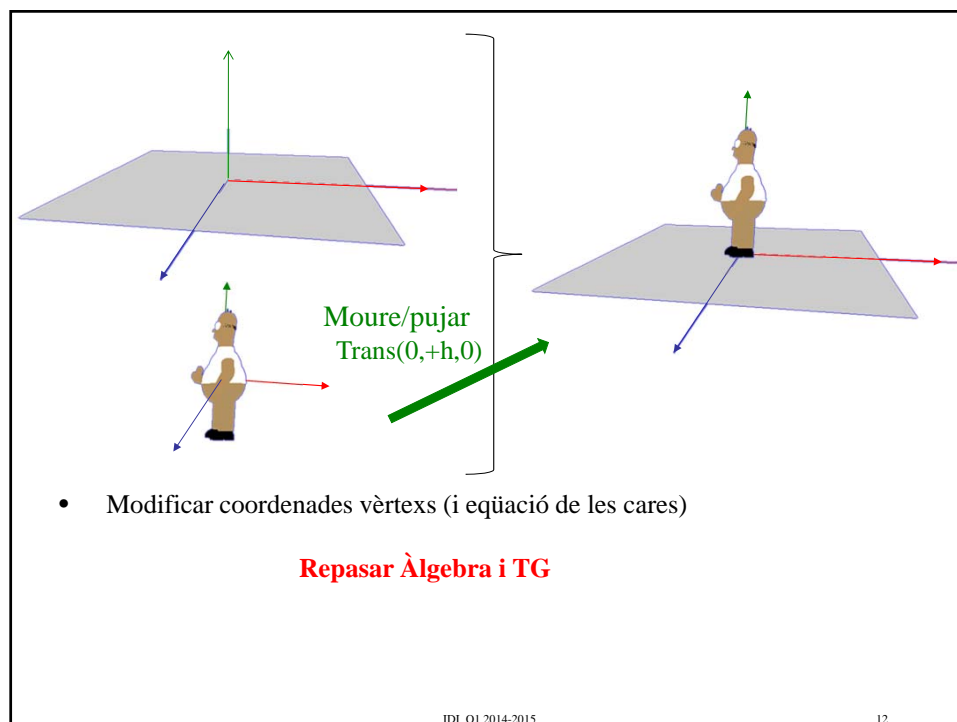 Moure/pujar
Trans(0,+h,0)
• Modificar coordenades vèrtexs (i eqüació de les cares)
Repasar Àlgebra i TG
IDI Q1 2014-2015
12